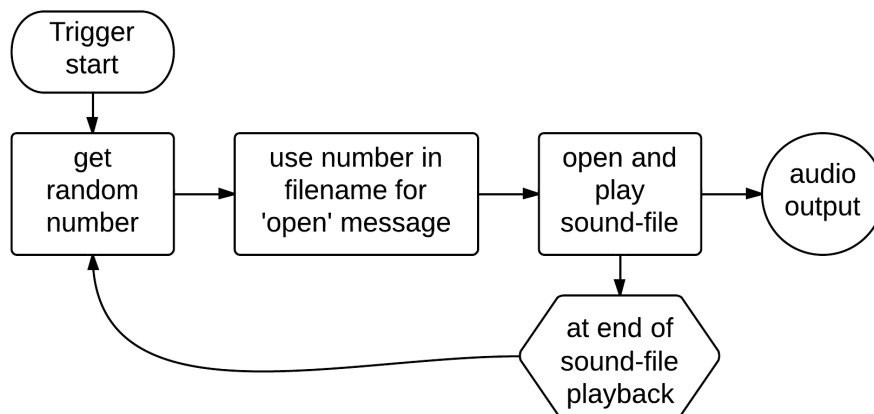 Trigger
start
get
random
number
use number in
filename for
'open' message
open and
play
sound-file
audio
output
at end of
sound-file
playback